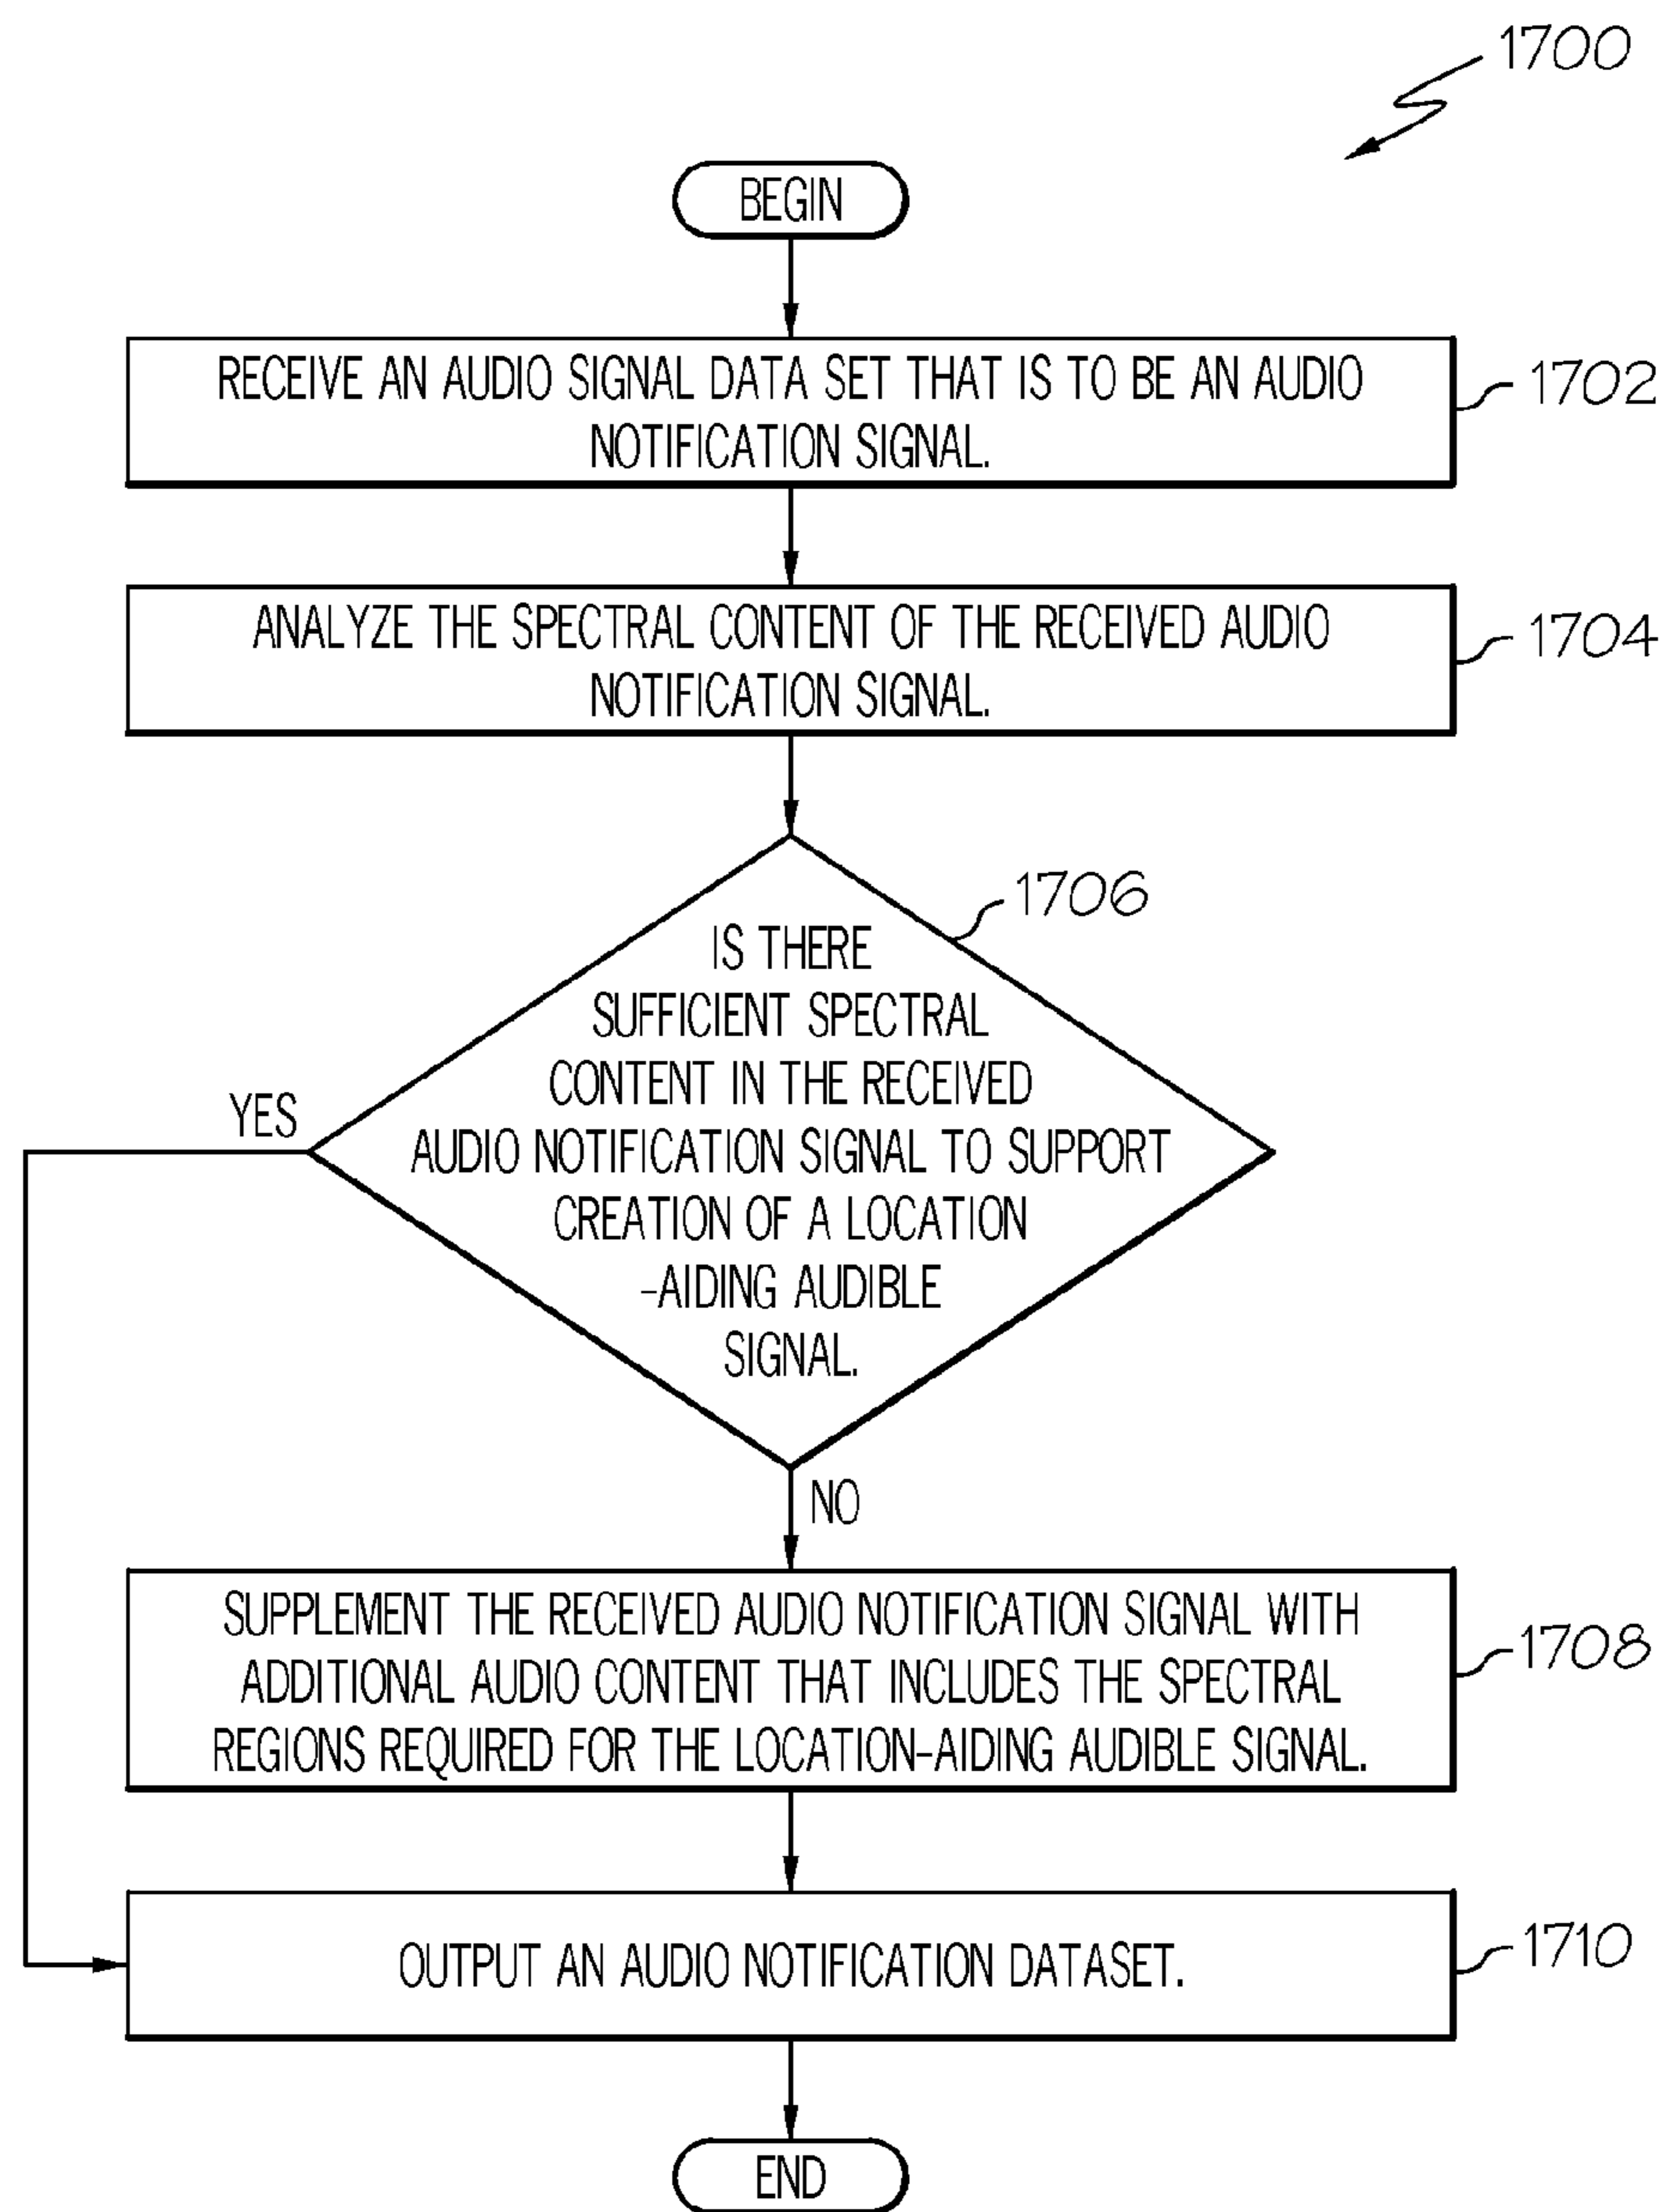 1700
BEGIN
RECEIVE AN AUDIO SIGNAL DATA SET THAT IS TO BE AN AUDIO
NOTIFICATION SIGNAL.
1702
ANALYZE THE SPECTRAL CONTENT OF THE RECEIVED AUDIO
NOTIFICATION SIGNAL.
1704
1706
IS THERE
SUFFICIENT SPECTRAL
CONTENT IN THE RECEIVED
AUDIO NOTIFICATION SIGNAL TO SUPPORT
CREATION OF A LOCATION
-AIDING AUDIBLE
SIGNAL.
YES
NO
SUPPLEMENT THE RECEIVED AUDIO NOTIFICATION SIGNAL WITH
ADDITIONAL AUDIO CONTENT THAT INCLUDES THE SPECTRAL
REGIONS REQUIRED FOR THE LOCATION-AIDING AUDIBLE SIGNAL.
1708
OUTPUT AN AUDIO NOTIFICATION DATASET.
1710
END